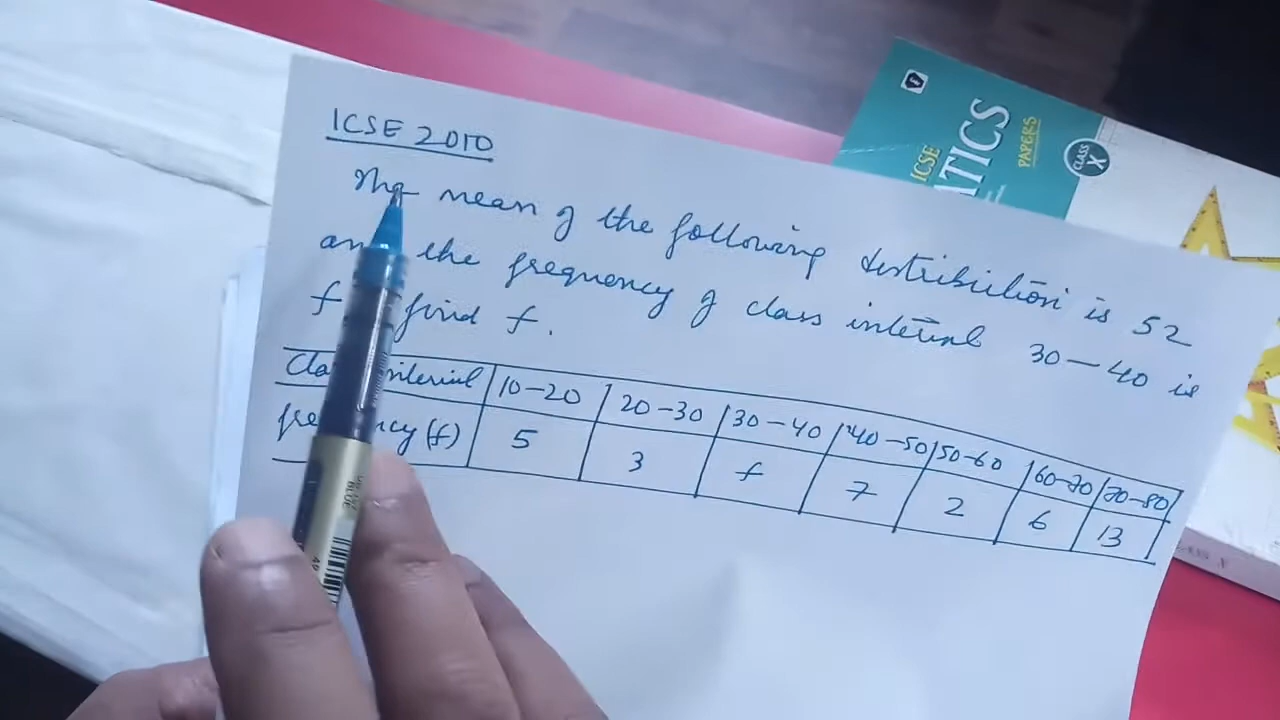 ICSE 2010
The mean of the following distribution is 52
the frequency of class interval 30-40 is
f find f.
interval 10-20 20-30 30-40 40-50 50-60 60-70 70-80
(f) 5 3 f 7 2 6 13
ICSE
PAPERS
CLASS X
BLUE